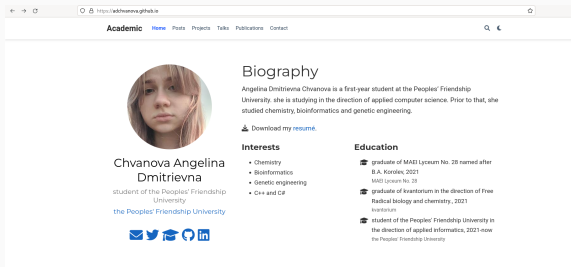 https://adchvanova.github.io
Academic
Home Posts Projects Talks Publications Contact
Biography
Angelina Dmitrievna Chvanova is a first-year student at the Peoples' Friendship
University. she is studying in the direction of applied computer science. Prior to that, she
studied chemistry, bioinformatics and genetic engineering.
Download my resumé.
Chvanova Angelina
Dmitrievna
student of the Peoples' Friendship
University
the Peoples' Friendship University
Interests
Chemistry
Bioinformatics
Genetic engineering
C++ and C#
Education
graduate of MAEI Lyceum No. 28 named after
B.A. Korolev, 2021
MAEI Lyceum No. 28
graduate of kvantorium in the direction of Free
Radical biology and chemistry., 2021
kvantorium
student of the Peoples' Friendship University in
the direction of applied informatics, 2021-now
the Peoples' Friendship University